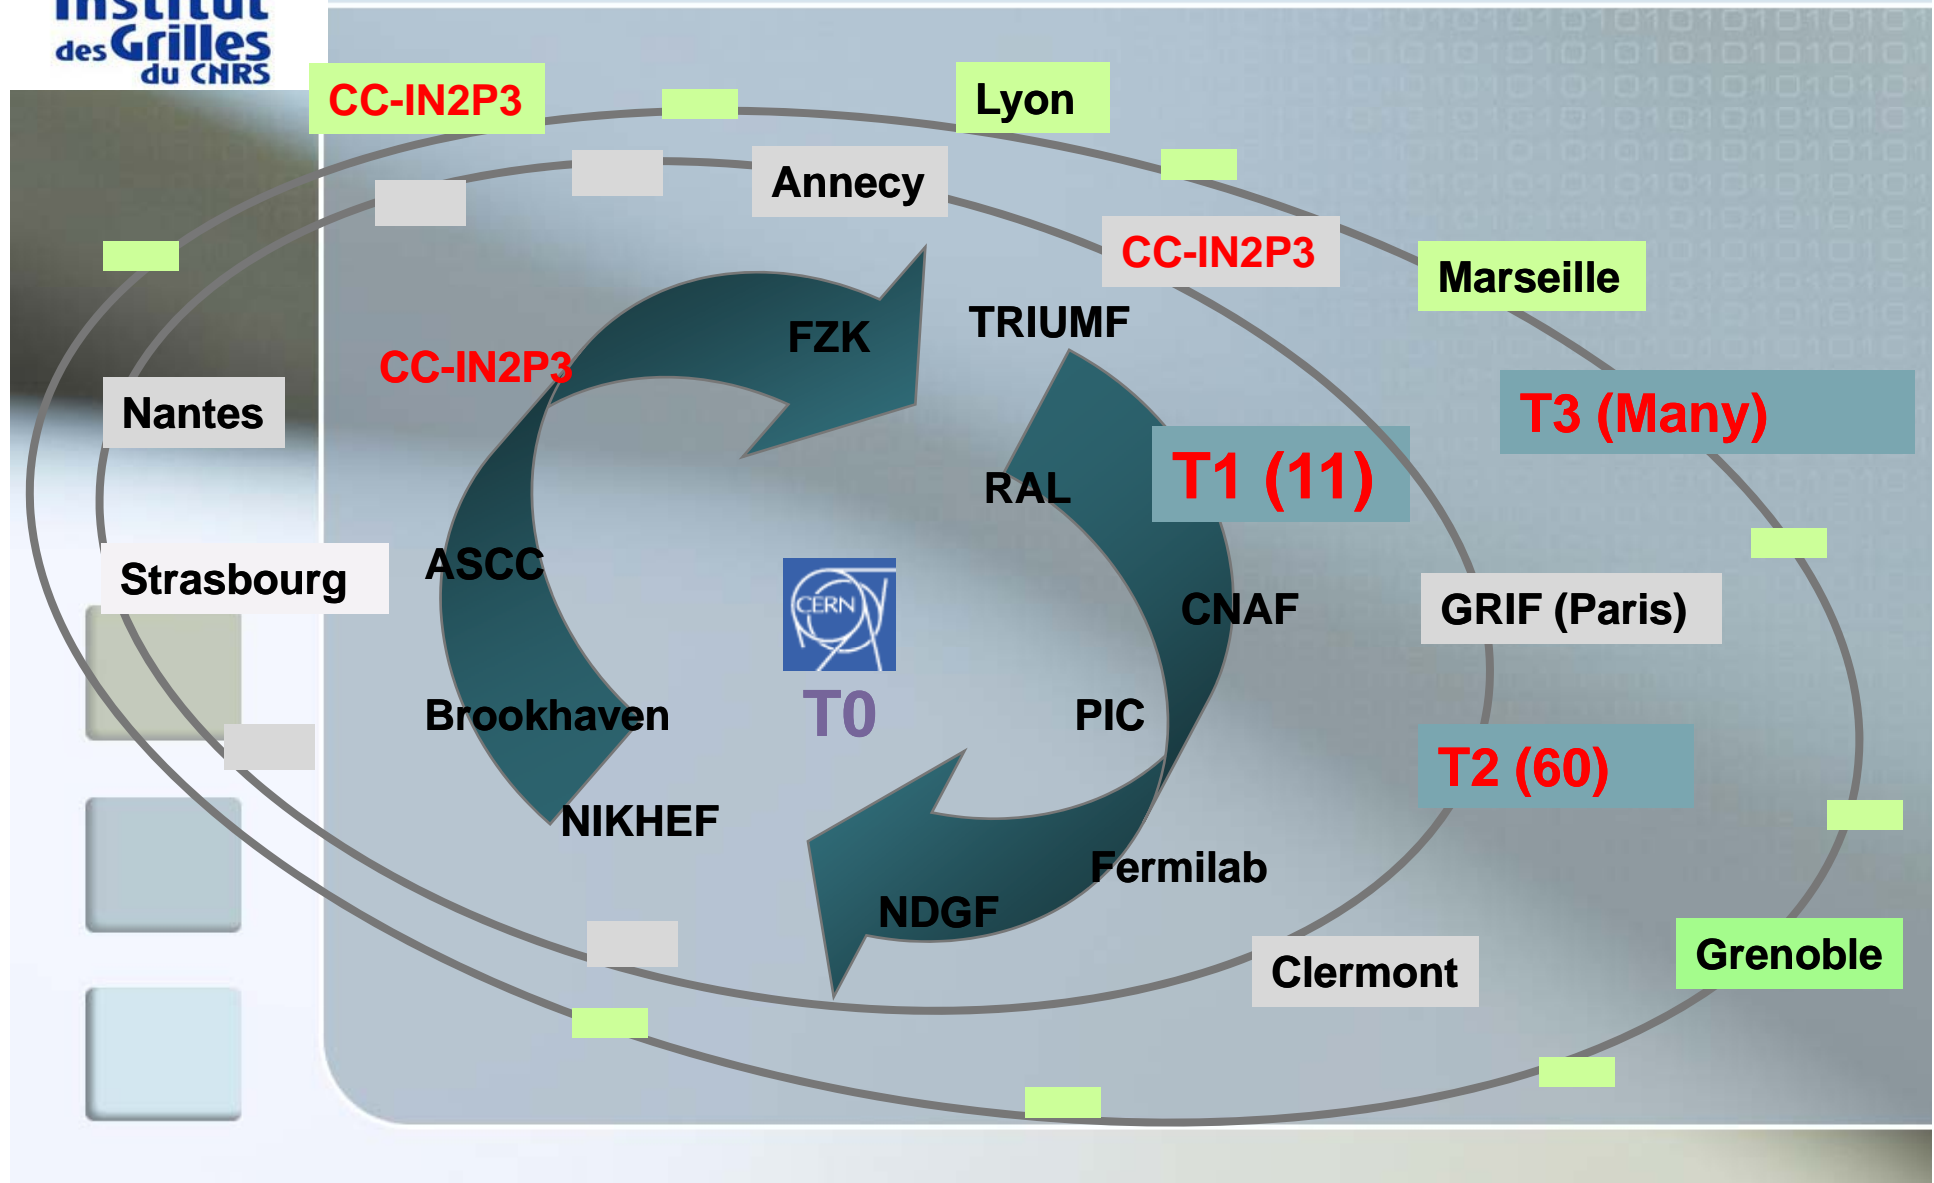 Institut
des Grilles
du CNRS
CC-IN2P3
Lyon
Annecy
CC-IN2P3
Marseille
FZK
TRIUMF
CC-IN2P3
Nantes
T3 (Many)
T1 (11)
RAL
Strasbourg
ASCC
CERN
CNAF
GRIF (Paris)
Brookhaven
T0
PIC
T2 (60)
NIKHEF
Fermilab
NDGF
Clermont
Grenoble